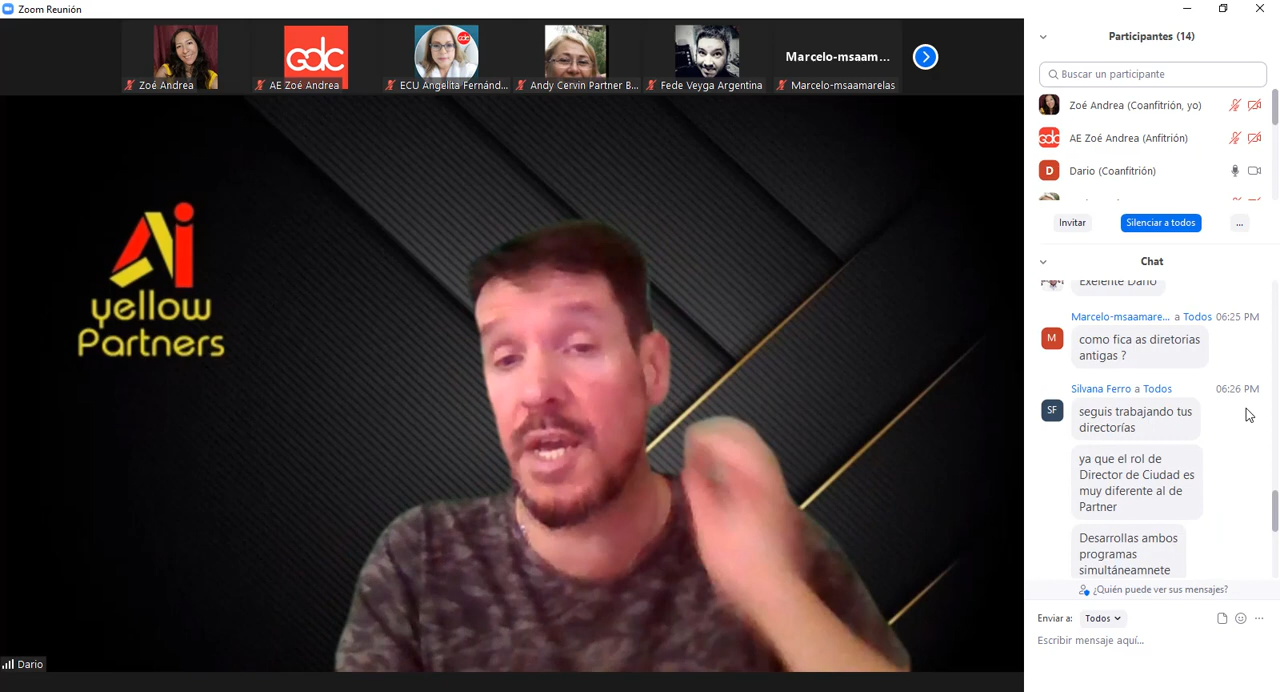 Zoom Reunión
Zoé Andrea
GDC
AE Zoé Andrea
ECU Angelita Fernánd...
Andy Cervin Partner B...
Fede Veyga Argentina
Marcelo-msaam...
Marcelo-msaamarelas
Ai
yellow
Partners
Dario
Participantes (14)
Buscar un participante
Zoé Andrea (Coanfitrión, yo)
GDC
AE Zoé Andrea (Anfitrión)
D
Dario (Coanfitrión)
Invitar
Silenciar a todos
...
Chat
Exelente Dario
Marcelo-msaamare... a Todos 06:25 PM
M
como fica as diretorias
antigas ?
Silvana Ferro a Todos 06:26 PM
SF
seguis trabajando tus
directorías
ya que el rol de
Director de Ciudad es
muy diferente al de
Partner
Desarrollas ambos
programas
simultáneamnete
¿Quién puede ver sus mensajes?
Enviar a: Todos
Escribir mensaje aquí...